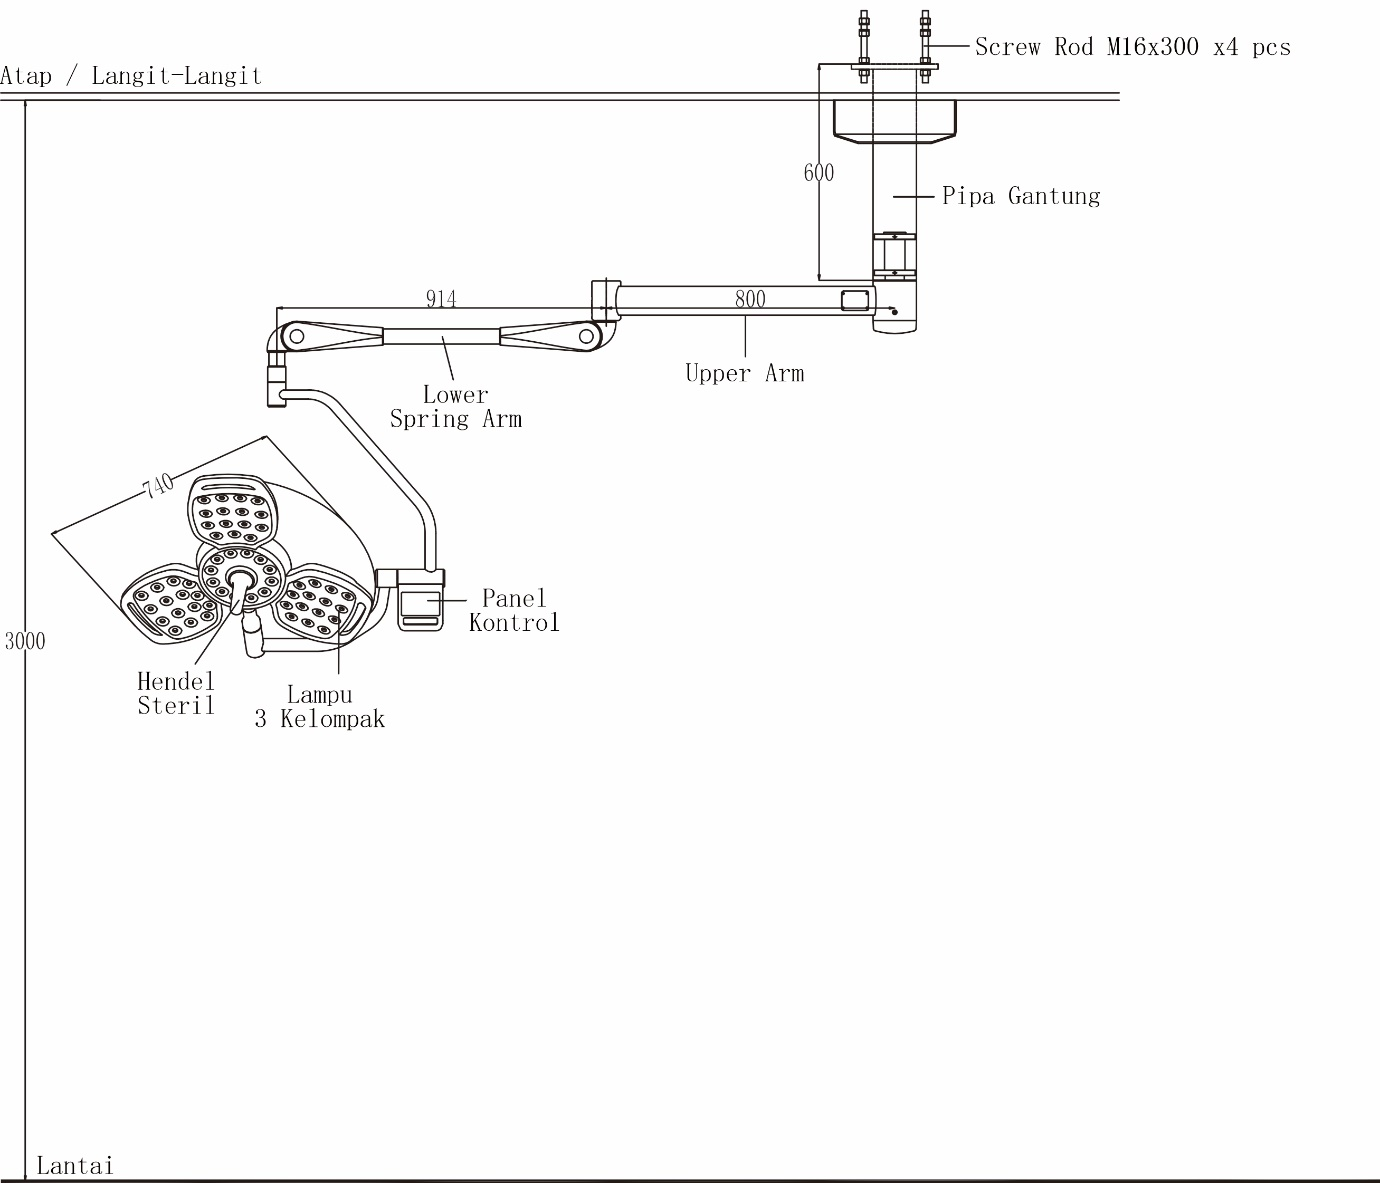 Screw Rod M16x300 x4 pcs
Atap / Langit-Langit
600
Pipa Gantung
914
800
Upper Arm
Lower
Spring Arm
740
Panel
Kontrol
3000
Hendel
Steril
Lampu
3 Kelompak
Lantai